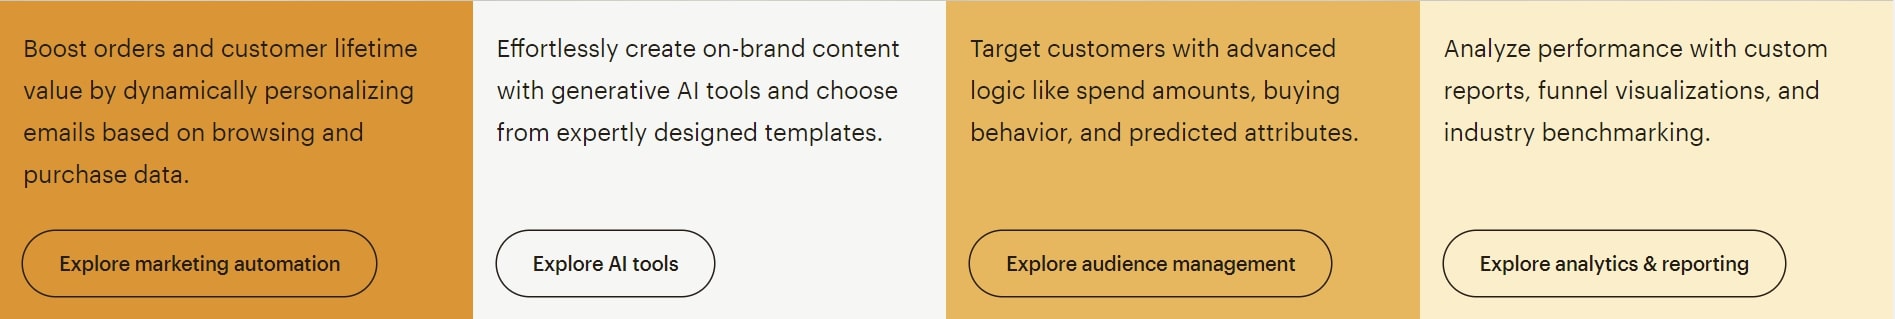 Boost orders and customer lifetime
value by dynamically personalizing
emails based on browsing and
purchase data.
Explore marketing automation
Effortlessly create on-brand content
with generative AI tools and choose
from expertly designed templates.
Explore AI tools
Target customers with advanced
logic like spend amounts, buying
behavior, and predicted attributes.
Explore audience management
Analyze performance with custom
reports, funnel visualizations, and
industry benchmarking.
Explore analytics & reporting